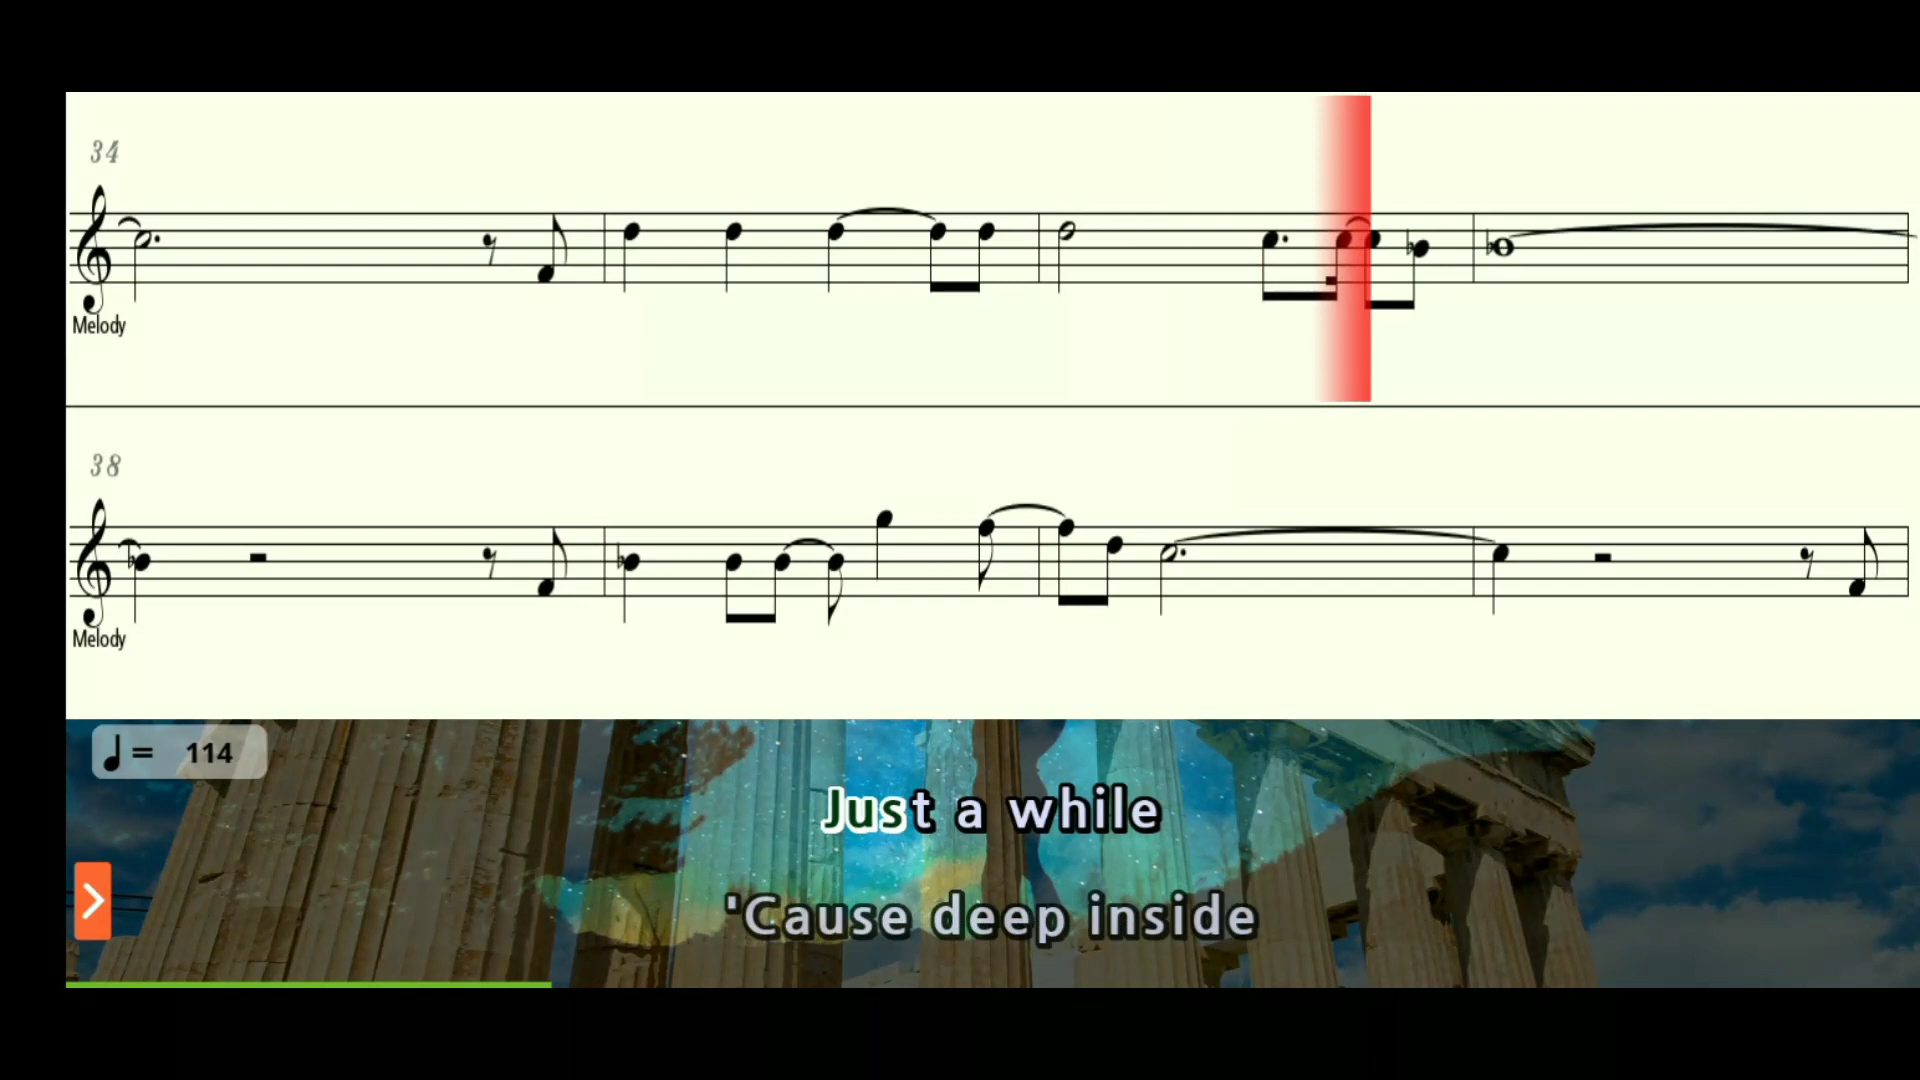 34
Melody
38
Melody
♩ = 114
Just a while
'Cause deep inside